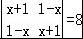 |x+1 1-x|
|1-x x+1|=8